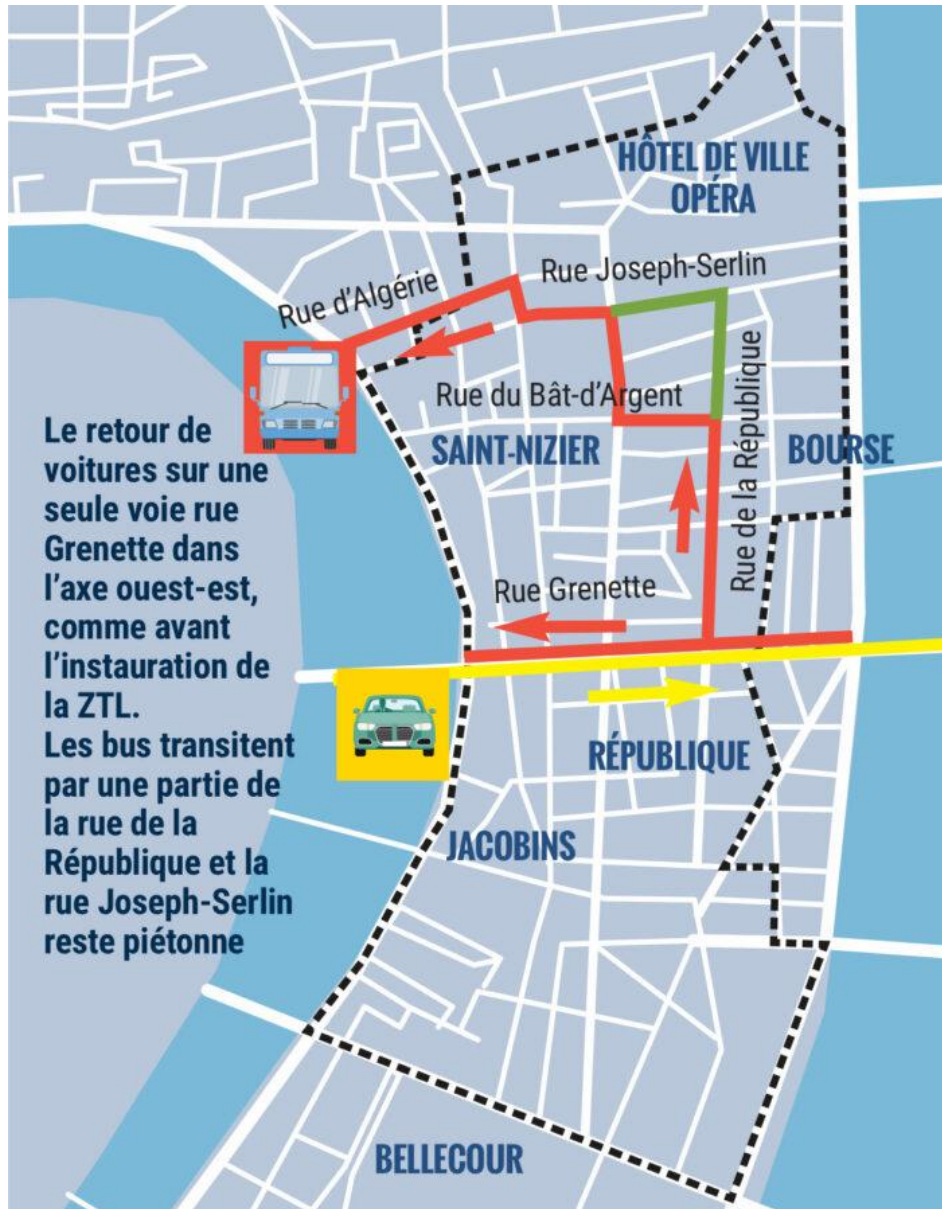 HÔTEL DE VILLE
OPÉRA
Rue Joseph-Serlin
Rue d'Algérie
Rue du Bât-d'Argent
SAINT-NIZIER
BOURSE
Rue de la République
Rue Grenette
Le retour de
voitures sur une
seule voie rue
Grenette dans
l'axe ouest-est,
comme avant
l'instauration de
la ZTL.
Les bus transitent
par une partie de
la rue de la
République et la
rue Joseph-Serlin
reste piétonne
RÉPUBLIQUE
JACOBINS
BELLECOUR